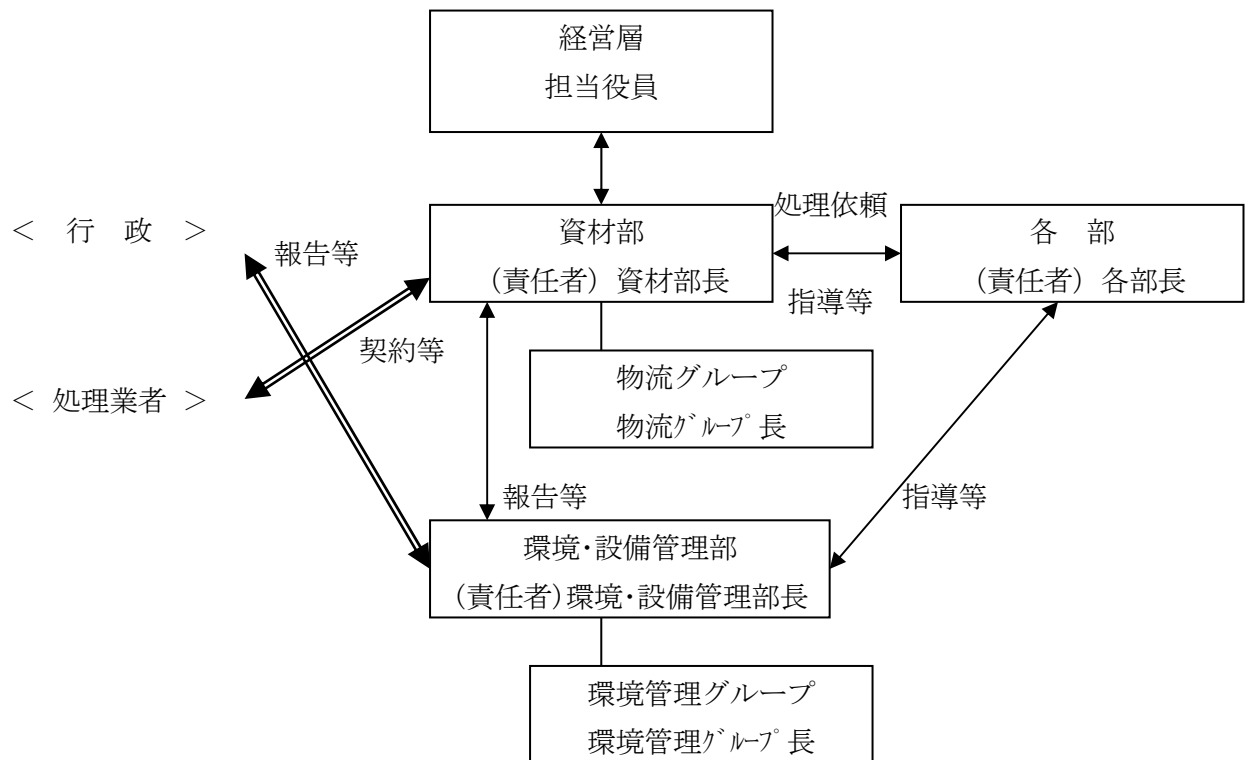 経営層
担当役員
処理依頼
＜　行　政　＞
報告等
資材部
(責任者) 資材部長
各　部
(責任者) 各部長
指導等
契約等
＜ 処理業者 ＞
物流グループ
物流ｸﾞﾙｰﾌﾟ長
報告等
指導等
環境・設備管理部
(責任者)環境・設備管理部長
環境管理グループ
環境管理ｸﾞﾙｰﾌﾟ長